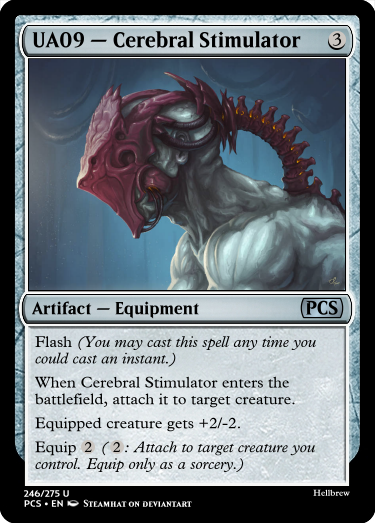 UA09 — Cerebral Stimulator 3
Artifact — Equipment PCS
Flash (You may cast this spell any time you
could cast an instant.)
When Cerebral Stimulator enters the
battlefield, attach it to target creature.
Equipped creature gets +2/-2.
Equip 2 ( 2 : Attach to target creature you
control. Equip only as a sorcery.)
246/275 U Hellbrew
PCS • EN STEAMHAT ON DEVIANTART